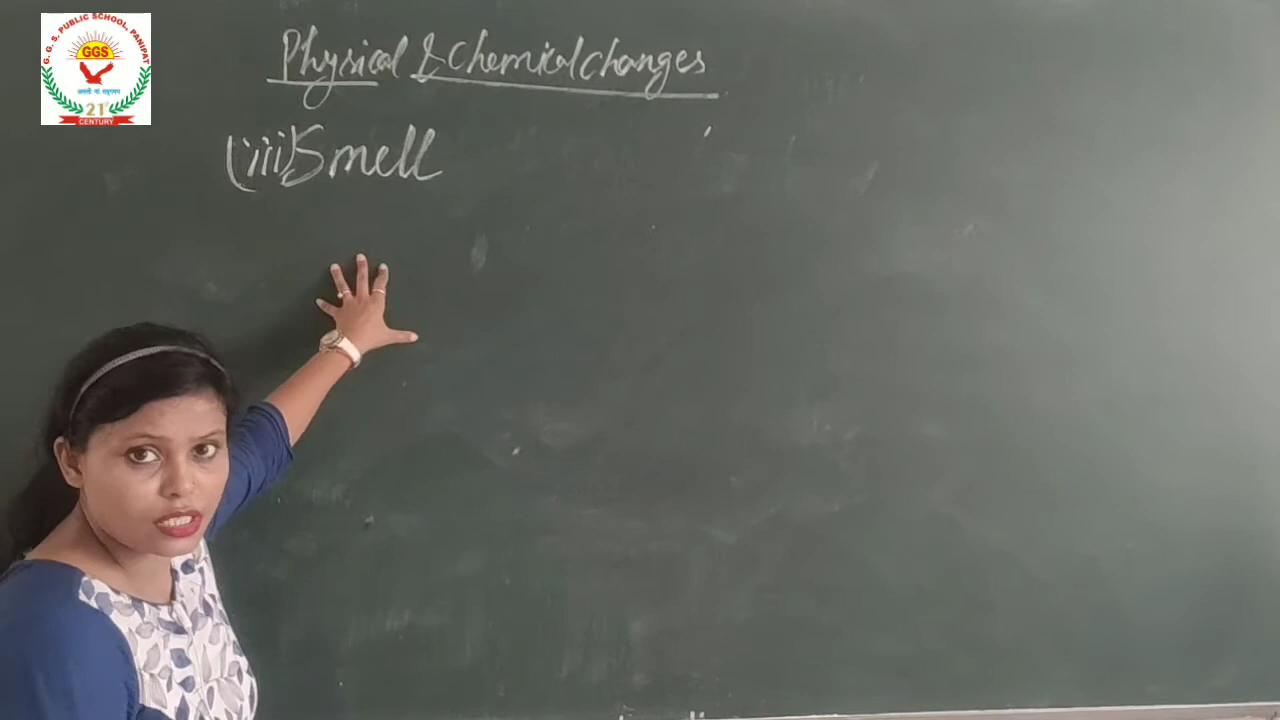 G. G. S. PUBLIC SCHOOL, PANIPAT
GGS
21
CENTURY
Physical & Chemical changes
(iii) Smell